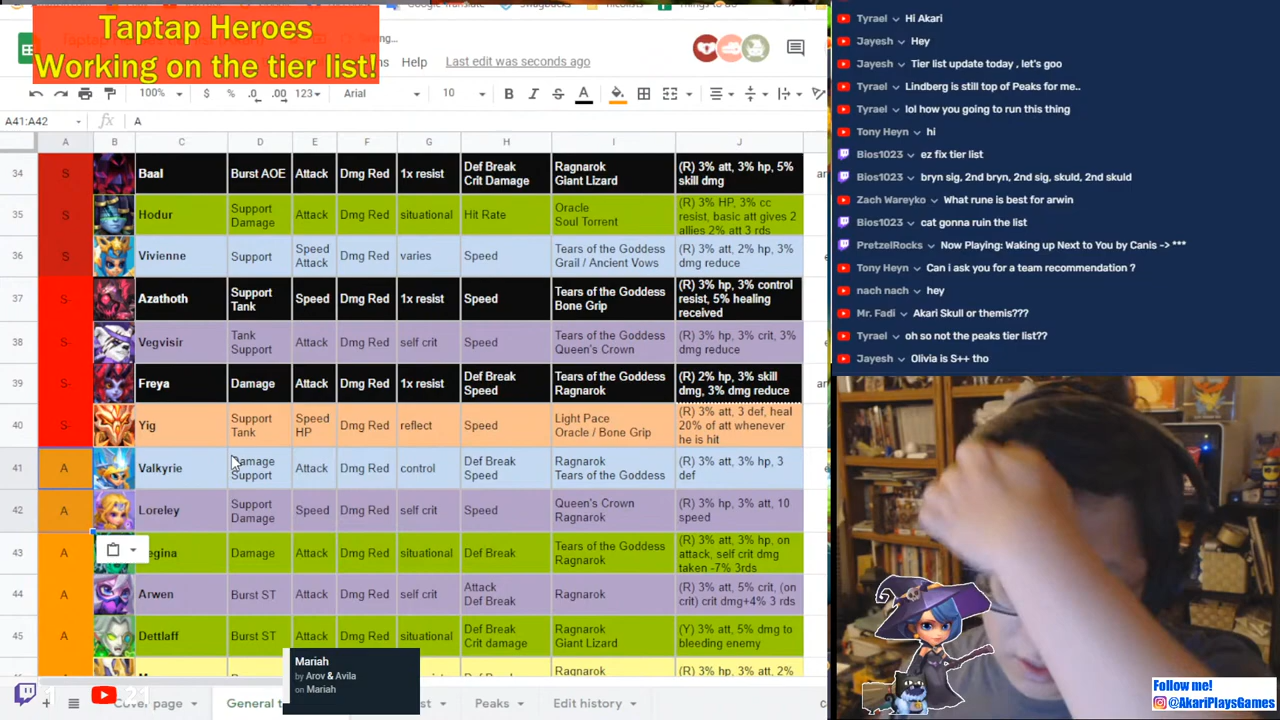 Taptap Heroes
Working on the tier list!
Help
Last edit was seconds ago
100%
$
%
.0
.00
123
Arial
10
B
I
S
A
A41:A42
fx
A
A
B
C
D
E
F
G
H
I
J
34
S
Baal
Burst AOE
Attack
Dmg Red
1x resist
Def Break
Crit Damage
Ragnarok
Giant Lizard
(R) 3% att, 3% hp, 5%
skill dmg
35
S
Hodur
Support
Damage
Attack
Dmg Red
situational
Hit Rate
Oracle
Soul Torrent
(R) 3% HP, 3% cc
resist, basic att gives 2
allies 2% att 3 rds
36
S
Vivienne
Support
Speed
Attack
Dmg Red
varies
Speed
Tears of the Goddess
Grail / Ancient Vows
(R) 3% att, 2% hp, 3%
dmg reduce
37
S-
Azathoth
Support
Tank
Speed
Dmg Red
1x resist
Speed
Tears of the Goddess
Bone Grip
(R) 3% hp, 3% control
resist, 5% healing
received
38
S-
Vegvisir
Tank
Support
Speed
Dmg Red
self crit
Speed
Tears of the Goddess
Queen's Crown
(R) 3% hp, 3% crit, 3%
dmg reduce
39
S-
Freya
Damage
Attack
Dmg Red
1x resist
Def Break
Speed
Tears of the Goddess
Ragnarok
(R) 2% hp, 3% skill
dmg, 3% dmg reduce
40
S-
Yig
Support
Tank
Speed
HP
Dmg Red
reflect
Speed
Light Pace
Oracle / Bone Grip
(R) 3% att, 3 def, heal
20% of att whenever
he is hit
41
A
Valkyrie
Damage
Support
Attack
Dmg Red
control
Def Break
Speed
Ragnarok
Tears of the Goddess
(R) 3% att, 3% hp, 3
def
42
A
Loreley
Support
Damage
Speed
Dmg Red
self crit
Speed
Queen's Crown
Ragnarok
(R) 3% hp, 3% att, 10
speed
43
A
egina
Damage
Attack
Dmg Red
situational
Def Break
Tears of the Goddess
Ragnarok
(R) 3% att, 3% hp, on
attack, self crit dmg
taken -7% 3rds
44
A
Arwen
Burst ST
Attack
Dmg Red
self crit
Attack
Def Break
Ragnarok
(R) 3% att, 5% crit, (on
crit) crit dmg+4% 3 rds
45
A
Dettlaff
Burst ST
Attack
Dmg Red
situational
Def Break
Crit damage
Ragnarok
Giant Lizard
(Y) 3% att, 5% dmg to
bleeding enemy
Ragnarok
(R) 3% hp, 3% att, 2%
Mariah
by Arov & Avila
on Mariah
Cover page
General t
Peaks
Edit history
Tyrael Hi Akari
Jayesh Hey
Jayesh Tier list update today , let's goo
Tyrael Lindberg is still top of Peaks for me..
Tyrael lol how you going to run this thing
Tony Heyn hi
Bios1023 ez fix tier list
Bios1023 bryn sig, 2nd bryn, 2nd sig, skuld, 2nd skuld
Zach Wareyko What rune is best for arwin
Bios1023 cat gonna ruin the list
PretzelRocks Now Playing: Waking up Next to You by Canis -> ***
Tony Heyn Can i ask you for a team recommendation ?
nach nach hey
Mr. Fadi Akari Skull or themis???
Tyrael oh so not the peaks tier list??
Jayesh Olivia is S++ tho
Follow me!
@AkariPlaysGames